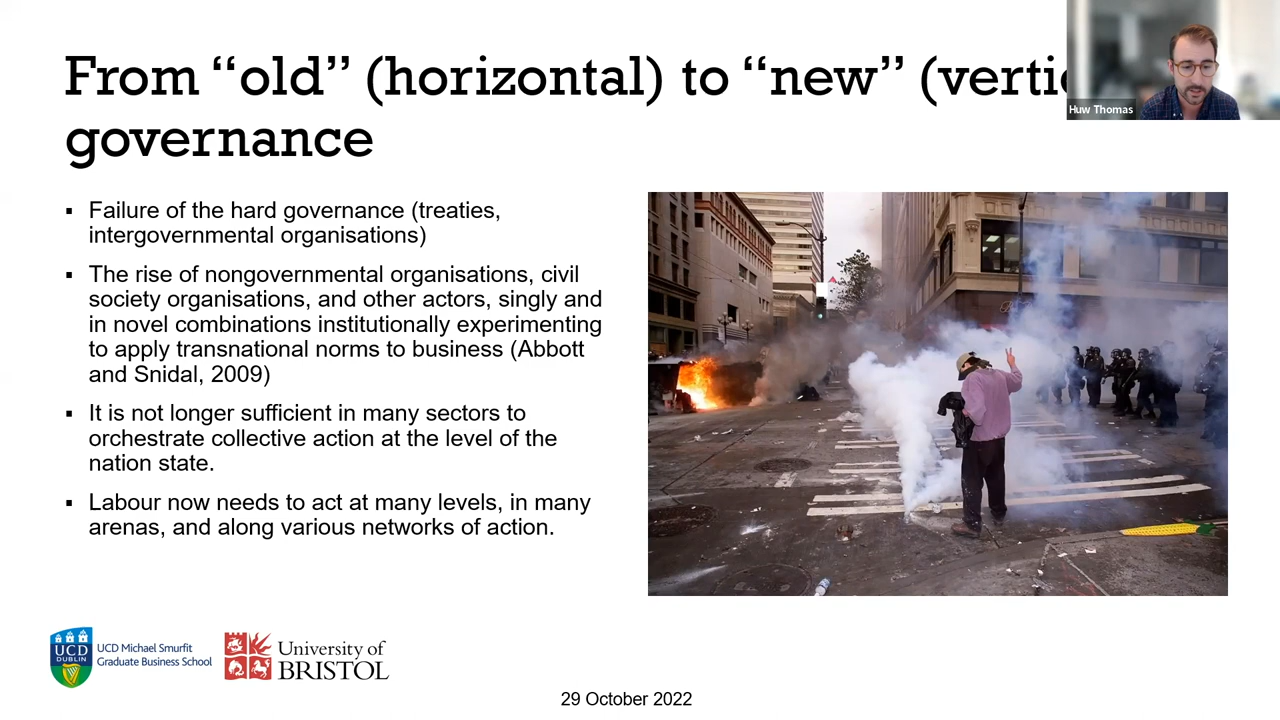 From “old” (horizontal) to “new” (vertic
governance
Huw Thomas
▪ Failure of the hard governance (treaties,
intergovernmental organisations)
▪ The rise of nongovernmental organisations, civil
society organisations, and other actors, singly and
in novel combinations institutionally experimenting
to apply transnational norms to business (Abbott
and Snidal, 2009)
▪ It is not longer sufficient in many sectors to
orchestrate collective action at the level of the
nation state.
▪ Labour now needs to act at many levels, in many
arenas, and along various networks of action.
UCD
DUBLIN
UCD Michael Smurfit
Graduate Business School
University of
BRISTOL
29 October 2022